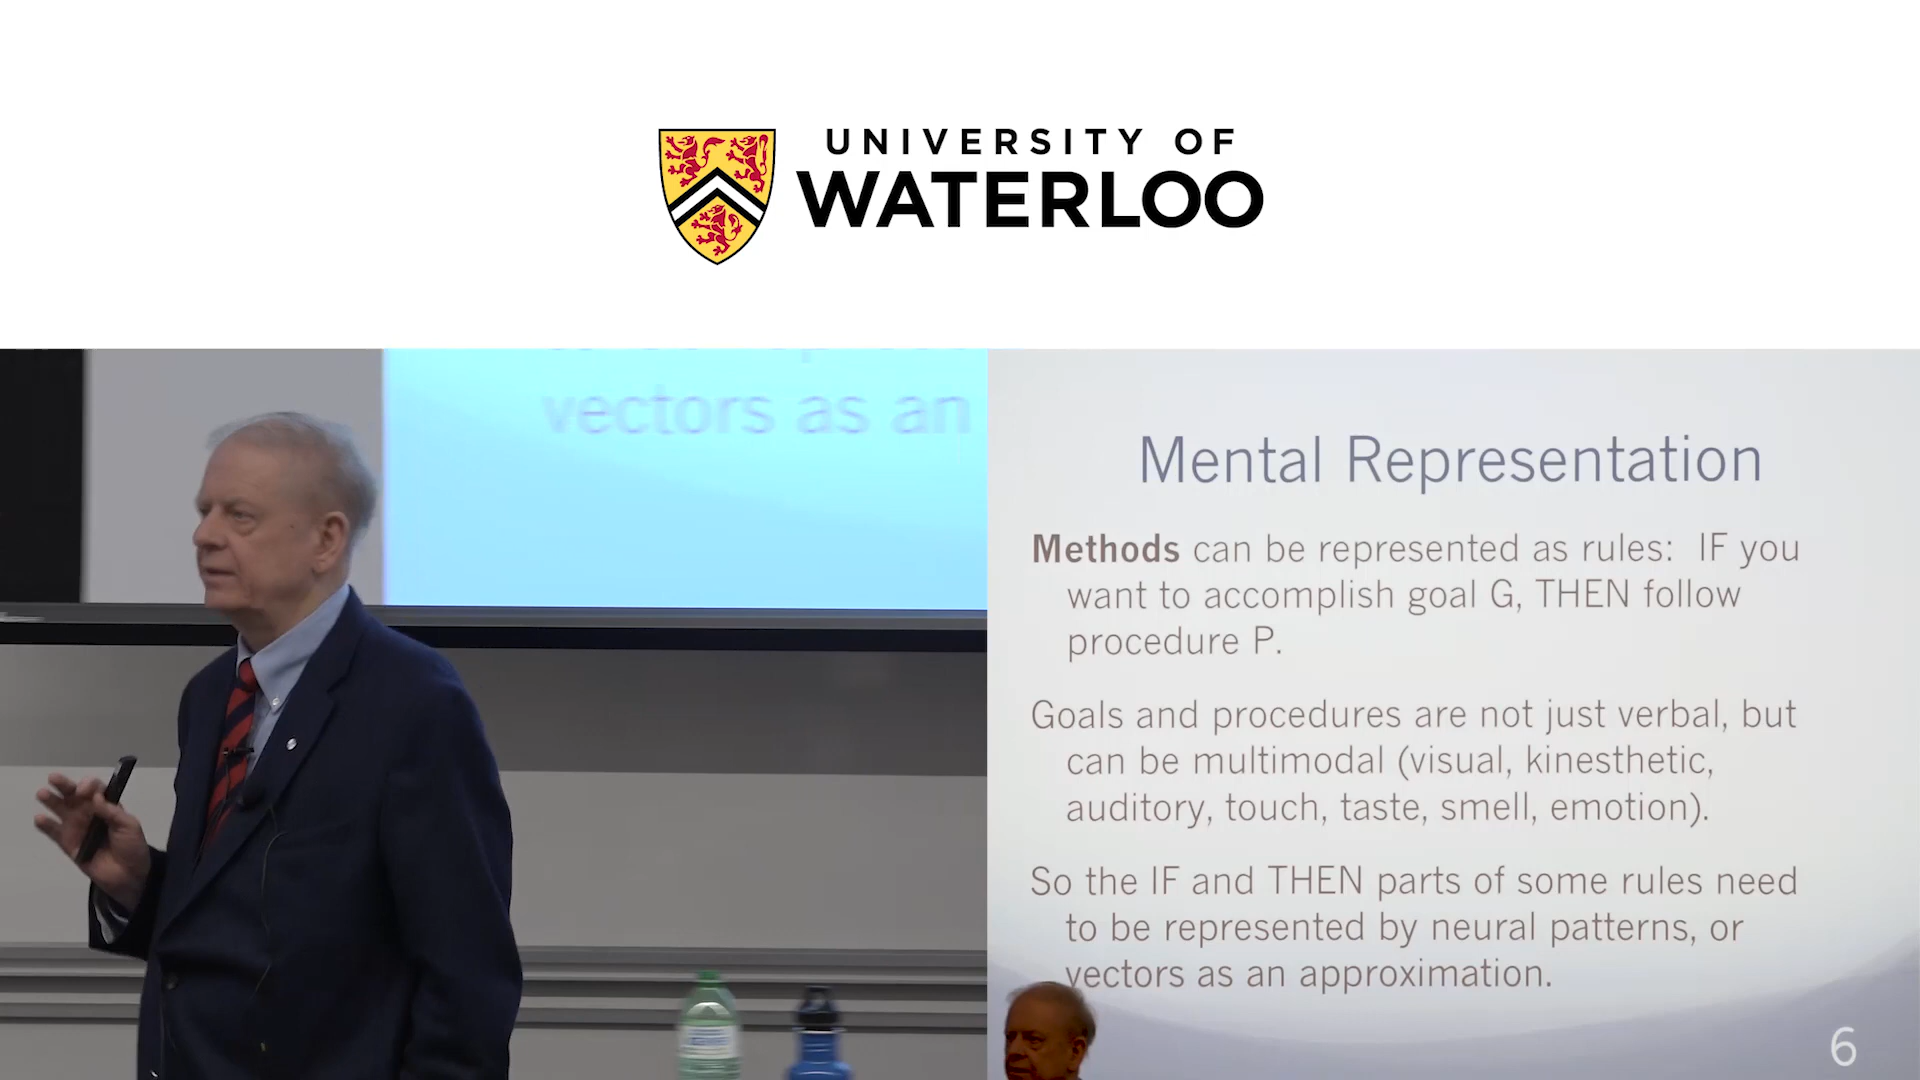 UNIVERSITY OF
WATERLOO
vectors as an
Mental Representation
Methods can be represented as rules: IF you
want to accomplish goal G, THEN follow
procedure P.
Goals and procedures are not just verbal, but
can be multimodal (visual, kinesthetic,
auditory, touch, taste, smell, emotion).
So the IF and THEN parts of some rules need
to be represented by neural patterns, or
vectors as an approximation.
6